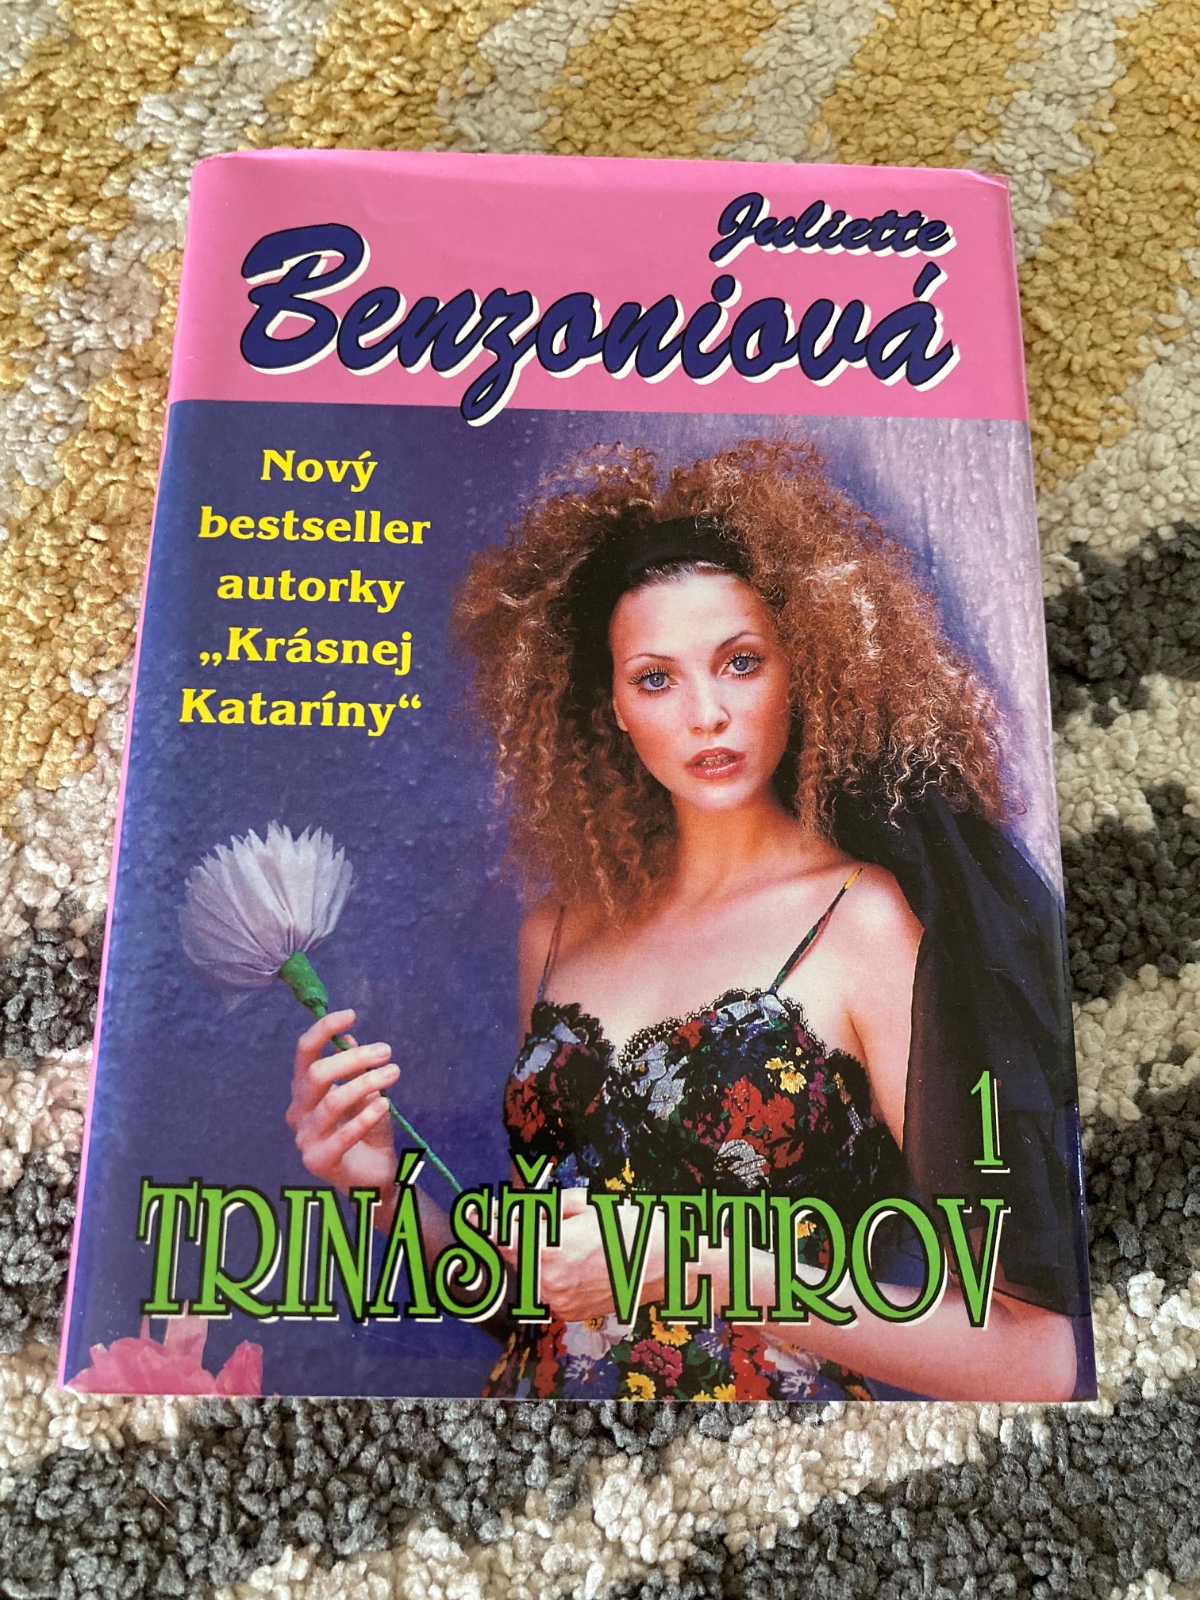 Juliette
Benzoniová
Nový
bestseller
autorky
„Krásnej
Kataríny“
1
TRINÁSŤ VETROV